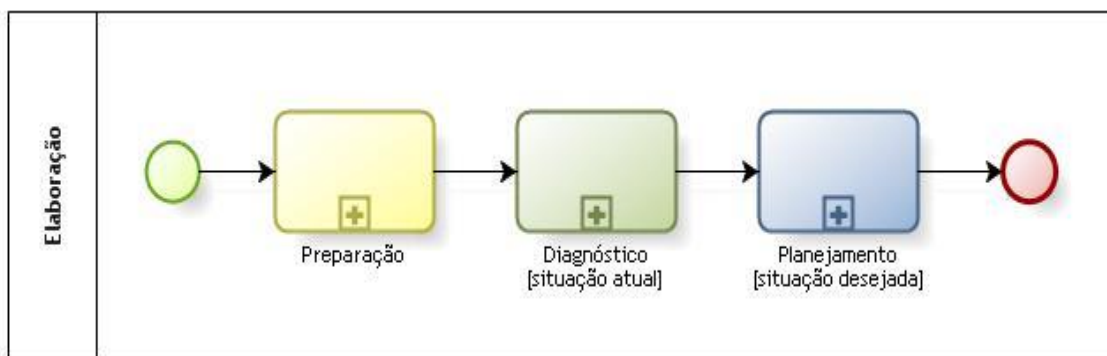 Elaboração
Preparação
Diagnóstico
[situação atual]
Planejamento
[situação desejada]